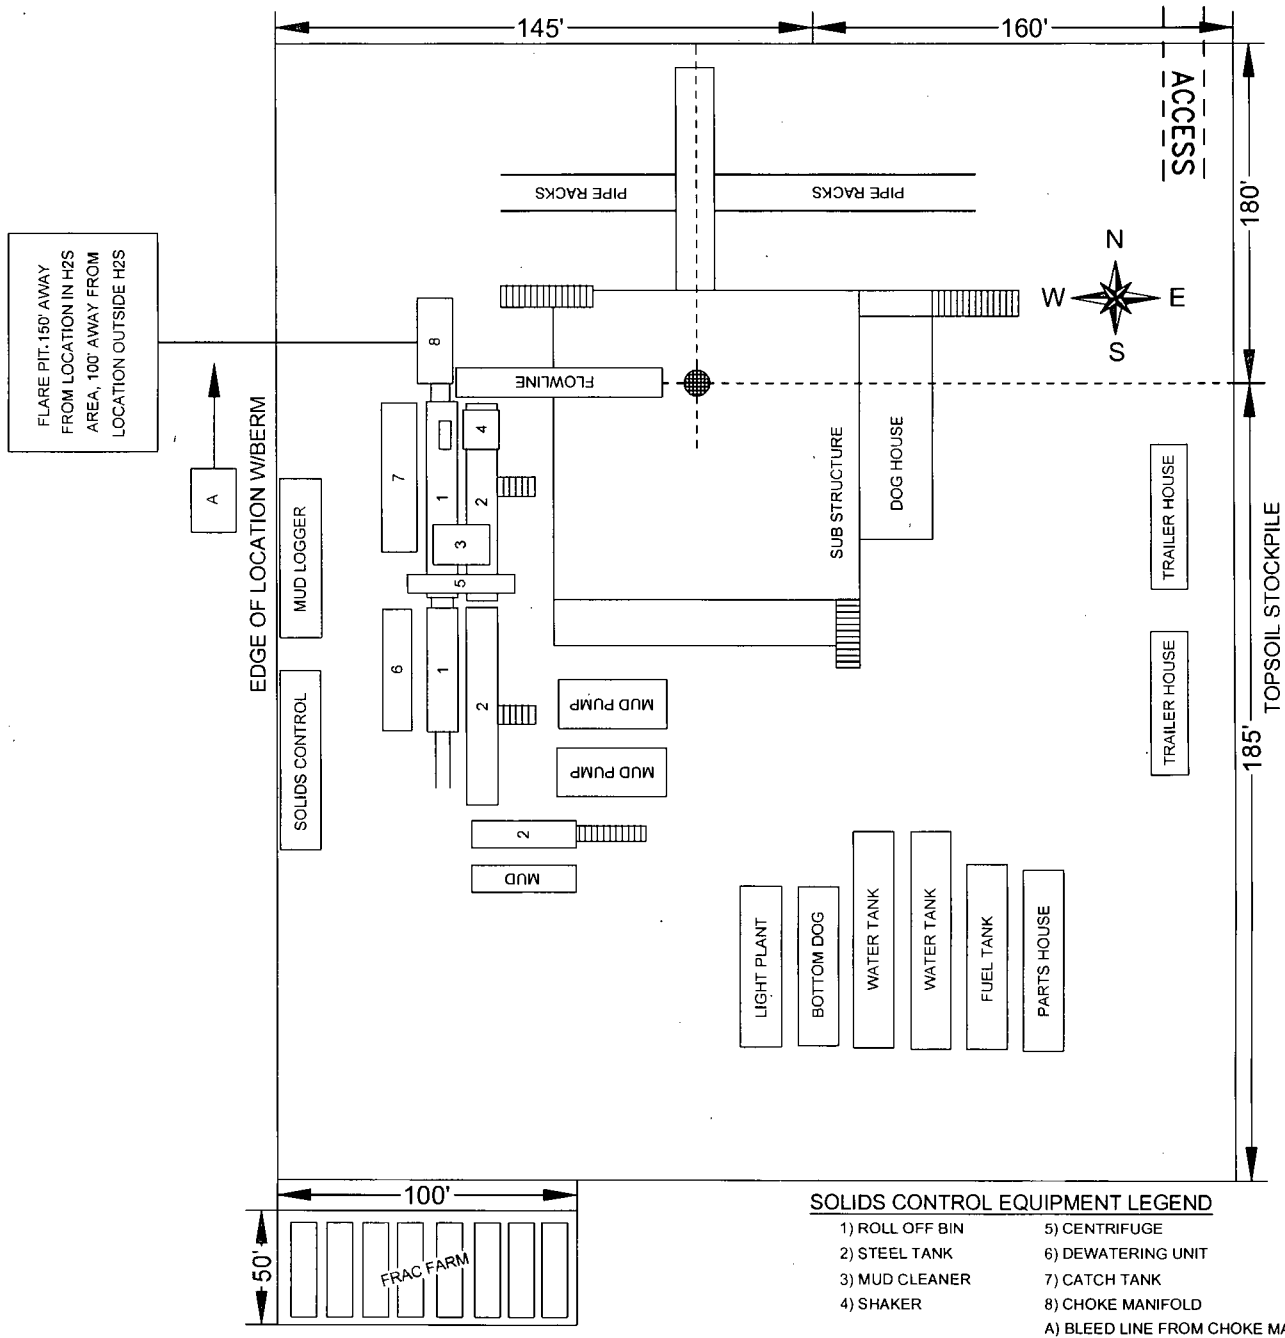 145'
160'
ACCESS
180'
PIPE RACKS
PIPE RACKS
N
W
E
S
FLARE PIT.150' AWAY
FROM LOCATION IN H2S
AREA, 100' AWAY FROM
LOCATION OUTSIDE H2S
8
FLOWLINE
A
EDGE OF LOCATION W/BERM
MUD LOGGER
7
1
4
2
3
5
SUB STRUCTURE
DOG HOUSE
TRAILER HOUSE
TOPSOIL STOCKPILE
SOLIDS CONTROL
6
1
2
MUD PUMP
MUD PUMP
TRAILER HOUSE
185'
2
MUD
LIGHT PLANT
BOTTOM DOG
WATER TANK
WATER TANK
FUEL TANK
PARTS HOUSE
100'
50'
FRAC FARM
SOLIDS CONTROL EQUIPMENT LEGEND
1) ROLL OFF BIN
2) STEEL TANK
3) MUD CLEANER
4) SHAKER
5) CENTRIFUGE
6) DEWATERING UNIT
7) CATCH TANK
8) CHOKE MANIFOLD
A) BLEED LINE FROM CHOKE MA